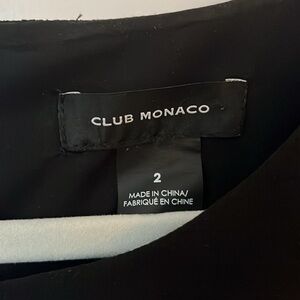 CLUB MONACO
2
MADE IN CHINA/
FABRIQUÉ EN CHINE